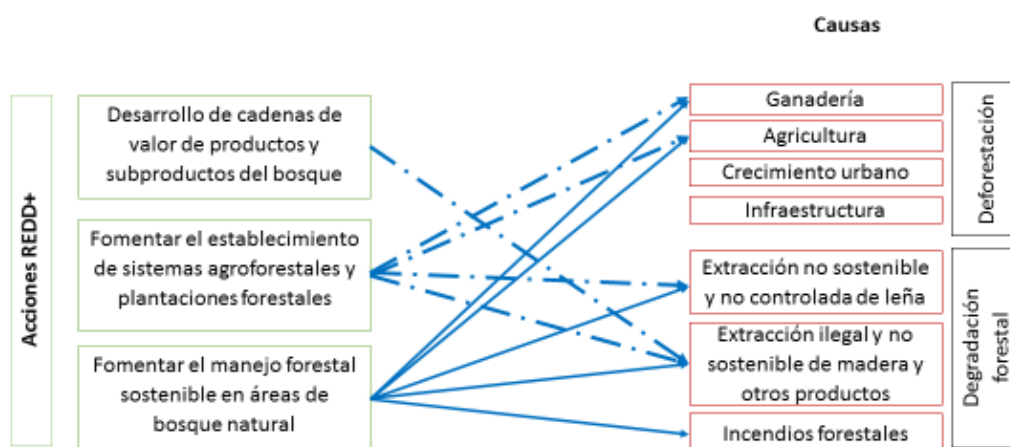 Causas
Acciones REDD+
Desarrollo de cadenas de
valor de productos y
subproductos del bosque
Fomentar el establecimiento
de sistemas agroforestales y
plantaciones forestales
Fomentar el manejo forestal
sostenible en áreas de
bosque natural
Ganadería
Agricultura
Crecimiento urbano
Infraestructura
Deforestación
Extracción no sostenible
y no controlada de leña
Extracción ilegal y no
sostenible de madera y
otros productos
Incendios forestales
Degradación
forestal